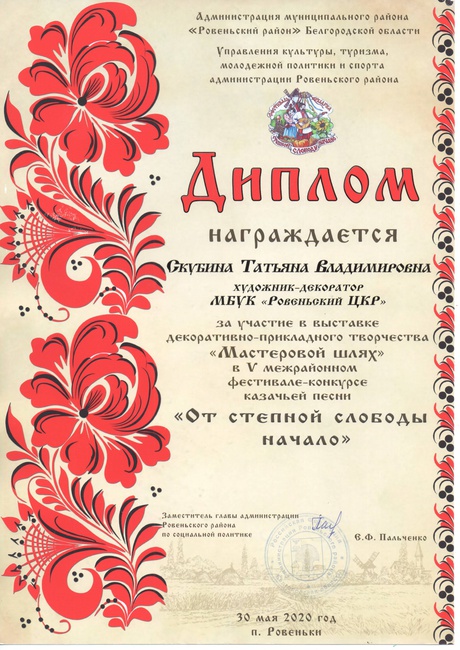 Администрация муниципального района
«Ровеньский район» Белгородской области
Управления культуры, туризма,
молодежной политики и спорта
администрации Ровеньского района
Диплом
награждается
Скубина Татьяна Владимировна
художник-декоратор
МБУК «Ровеньский ЦКР»
за участие в выставке
декоративно-прикладного творчества
«Мастеровой шлях»
в V межрайонном
фестивале-конкурсе
казачьей песни
«От степной слободы
начало»
Заместитель главы администрации
Ровеньского района
по социальной политике
Е.Ф. Пальченко
30 мая 2020 год
п. Ровеньки